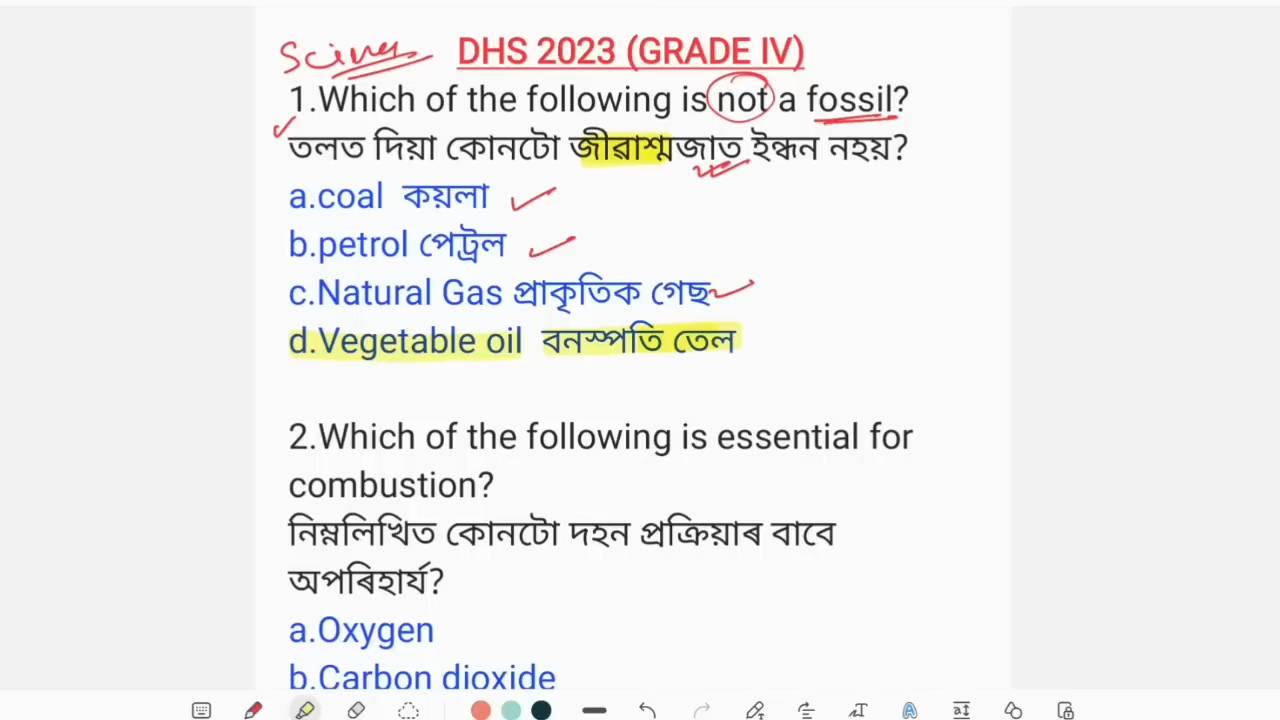 Science DHS 2023 (GRADE IV)
1.Which of the following is not a fossil?
তলত দিয়া কোনটো জীৱাশ্মজাত ইন্ধন নহয়?
a.coal কয়লা
b.petrol পেট্ৰল
c.Natural Gas প্ৰাকৃতিক গেছ
d.Vegetable oil বনস্পতি তেল
2.Which of the following is essential for
combustion?
নিম্নলিখিত কোনটো দহন প্ৰক্ৰিয়াৰ বাবে
অপৰিহাৰ্য?
a.Oxygen
b.Carbon dioxide